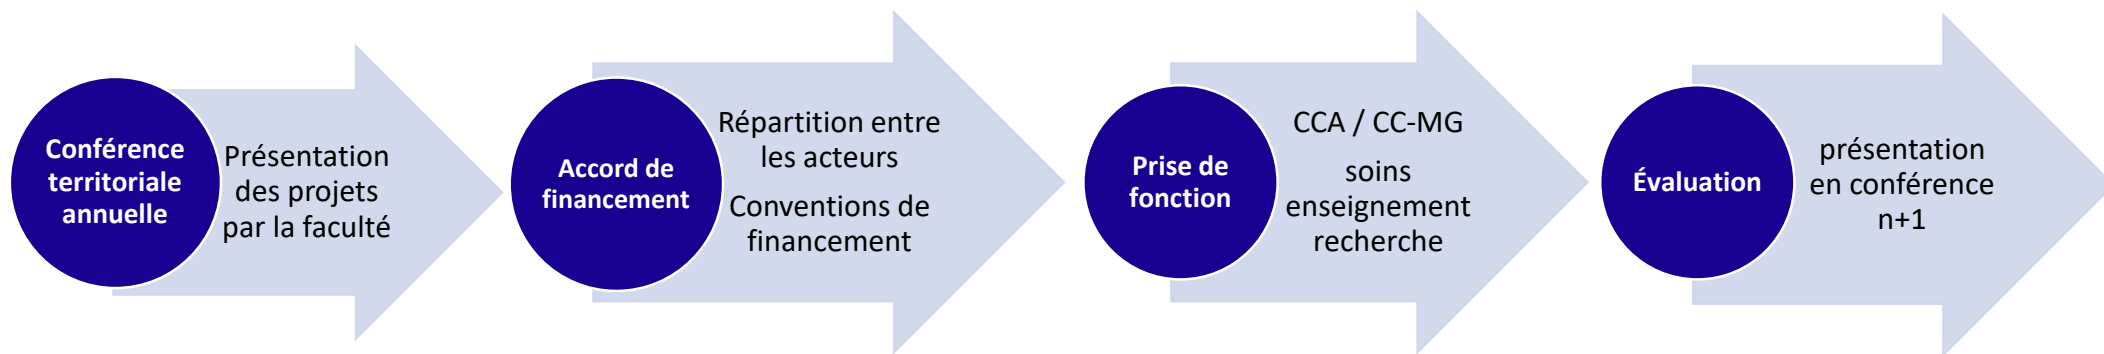 Conférence
territoriale
annuelle
Présentation
des projets
par la faculté
Accord de
financement
Répartition entre
les acteurs
Conventions de
financement
Prise de
fonction
CCA / CC-MG
soins
enseignement
recherche
Évaluation
présentation
en conférence
n+1